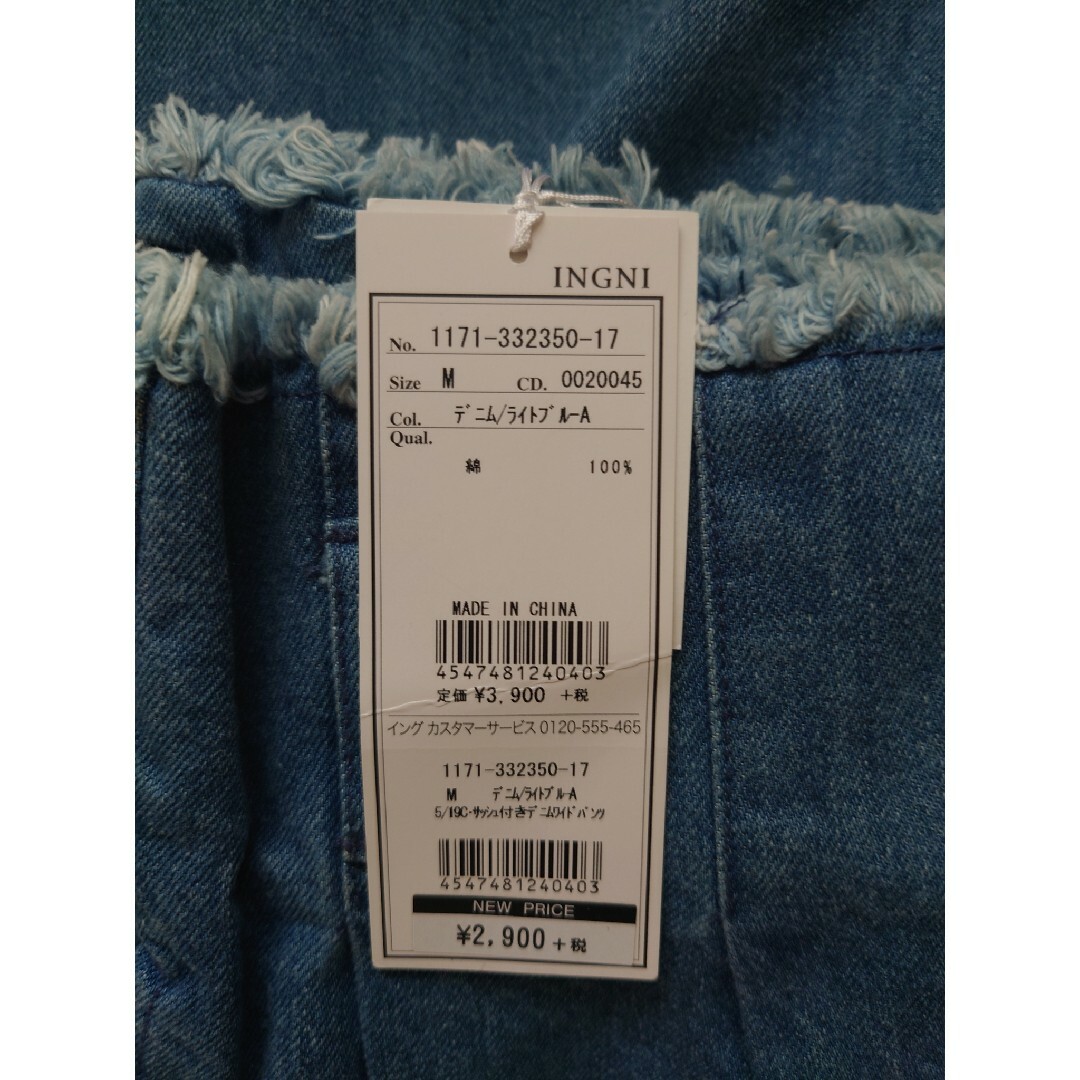 INGNI
No. 1171-332350-17
Size M CD. 0020045
Col. ﾃﾞﾆﾑ/ﾗｲﾄﾌﾞﾙｰA
Qual.
綿 100%
MADE IN CHINA
4547481240403
定価 ¥3,900 +税
イング カスタマーサービス 0120-555-465
1171-332350-17
M ﾃﾞﾆﾑ/ﾗｲﾄﾌﾞﾙｰA
5/19C･ｻｯｼｭ付きﾃﾞﾆﾑﾜｲﾄﾞﾊﾟﾝﾂ
4547481240403
NEW PRICE
¥2,900 +税